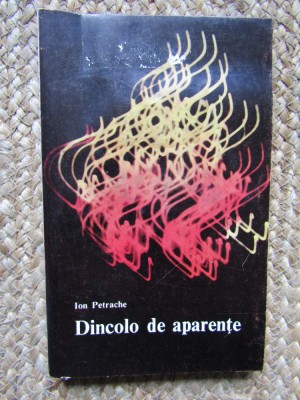 Ion Petrache
Dincolo de aparențe